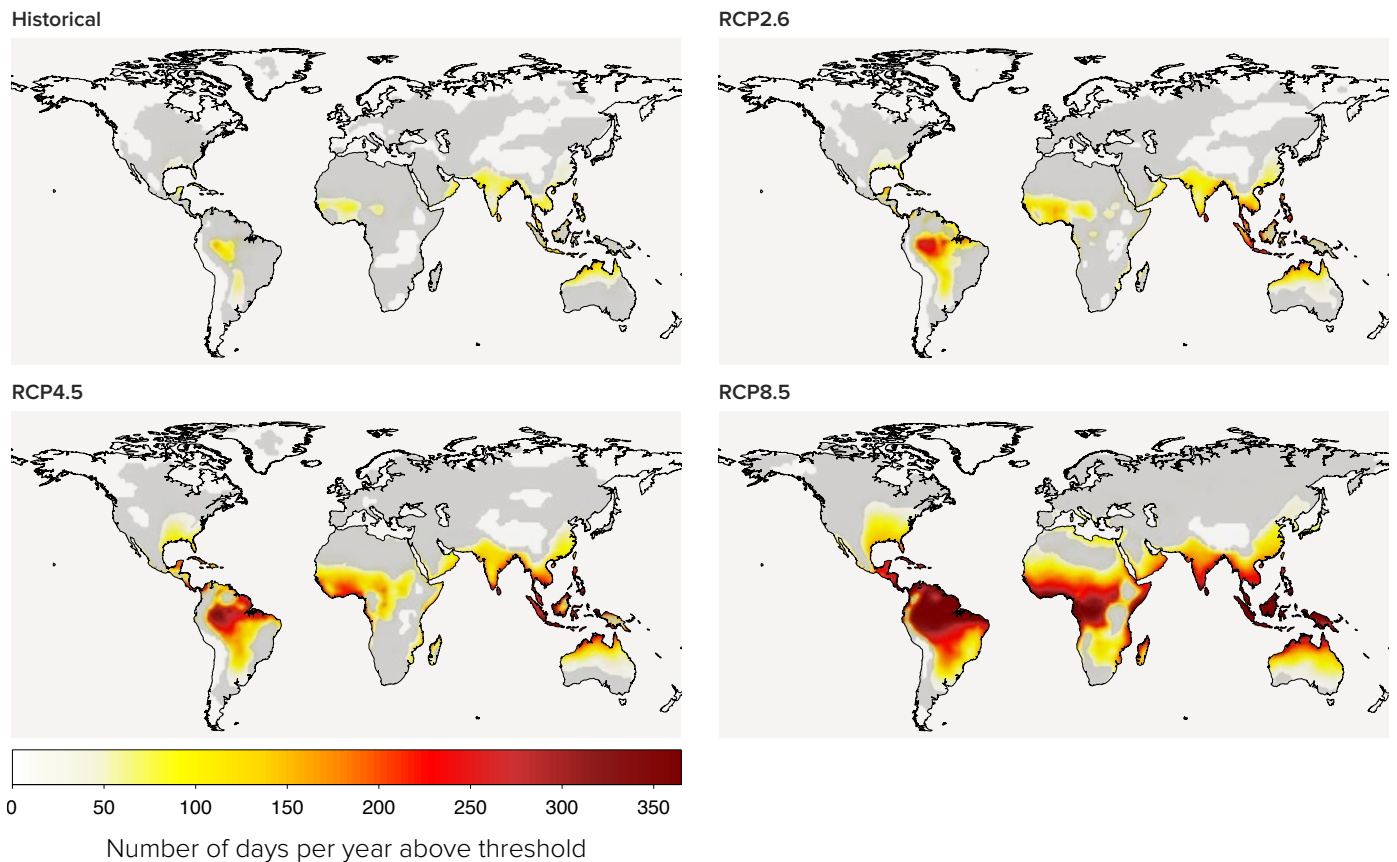 Historical
RCP2.6
RCP4.5
RCP8.5
0 50 100 150 200 250 300 350
Number of days per year above threshold